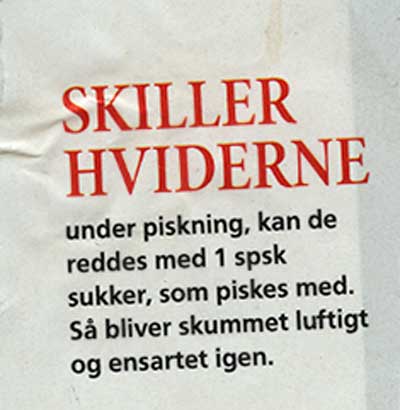 SKILLER
HVIDERNE
under piskning, kan de
reddes med 1 spsk
sukker, som piskes med.
Så bliver skummet luftigt
og ensartet igen.